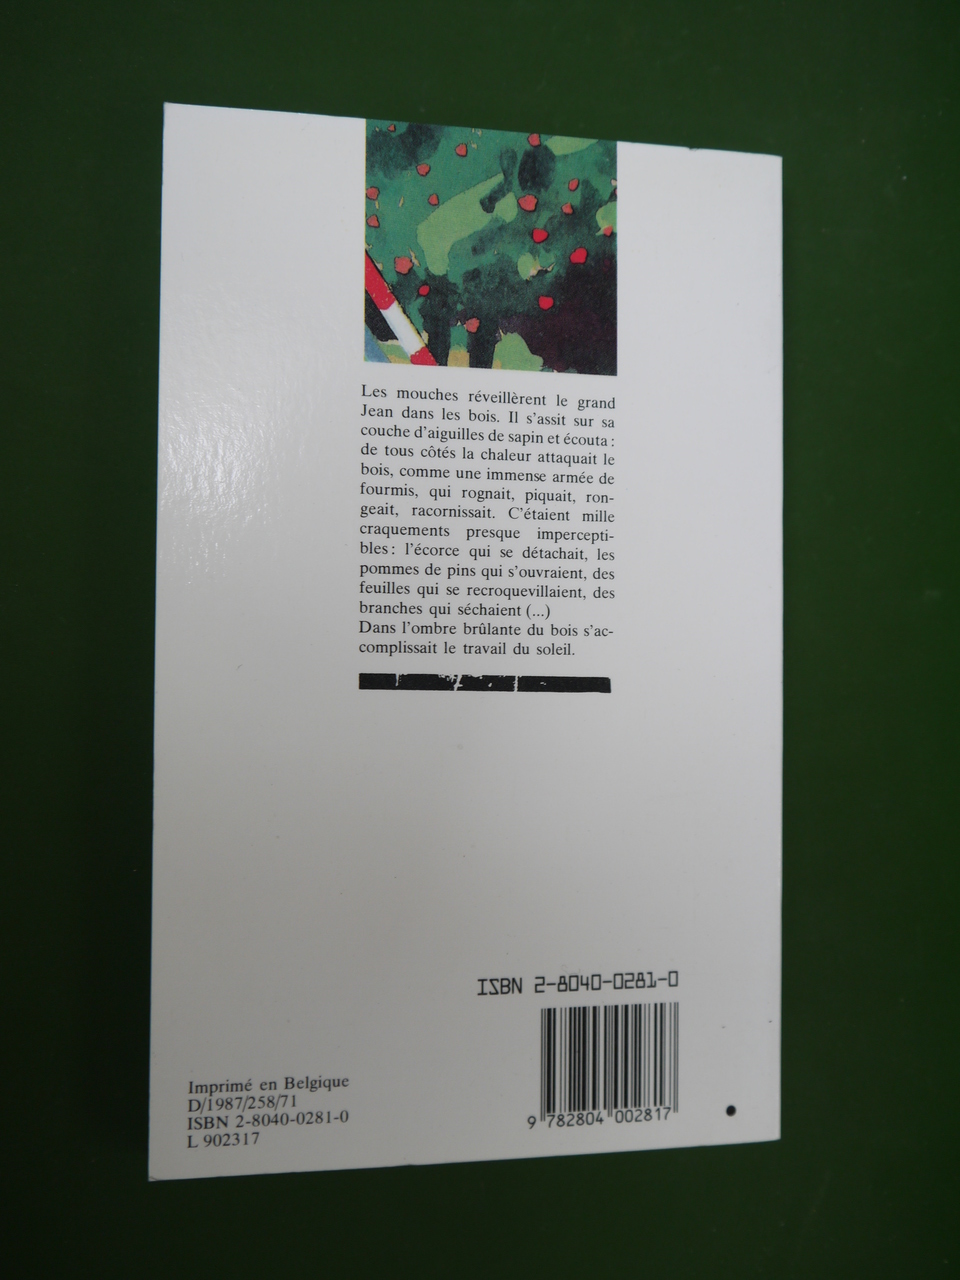 Les mouches réveillèrent le grand
Jean dans les bois. Il s'assit sur sa
couche d'aiguilles de sapin et écouta :
de tous côtés la chaleur attaquait le
bois, comme une immense armée de
fourmis, qui rognait, piquait, ron-
geait, racornissait. C'étaient mille
craquements presque impercepti-
bles : l'écorce qui se détachait, les
pommes de pins qui s'ouvraient, des
feuilles qui se recroquevillaient, des
branches qui séchaient (...)
Dans l'ombre brûlante du bois s'ac-
complissait le travail du soleil.
ISBN 2-8040-0281-0
9 782804 002817
Imprimé en Belgique
D/1987/258/71
ISBN 2-8040-0281-0
L 902317